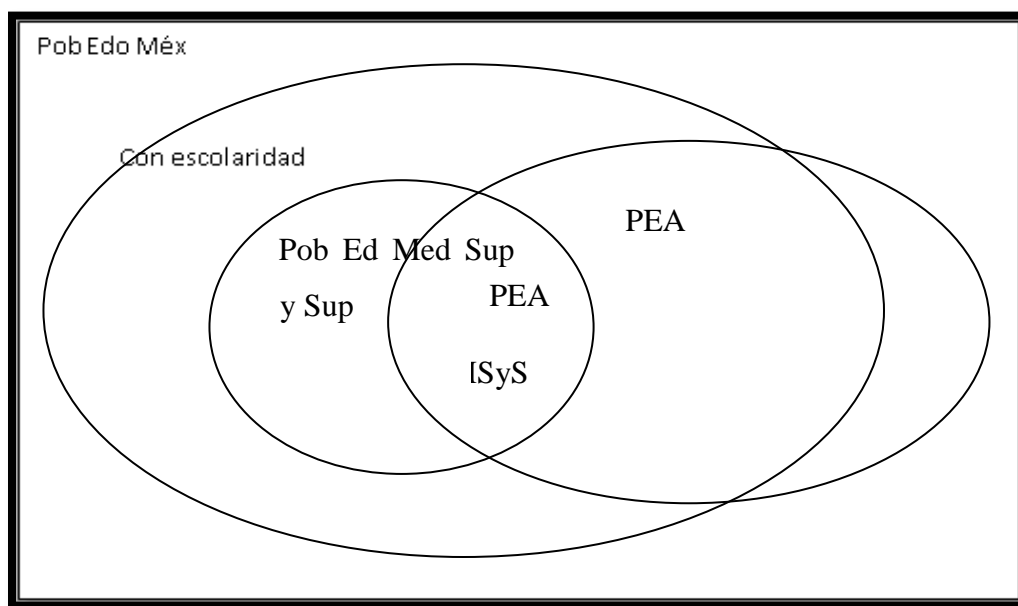 Pob Edo Méx
Con escolaridad
PEA
Pob Ed Med Sup
y Sup
PEA
[SyS